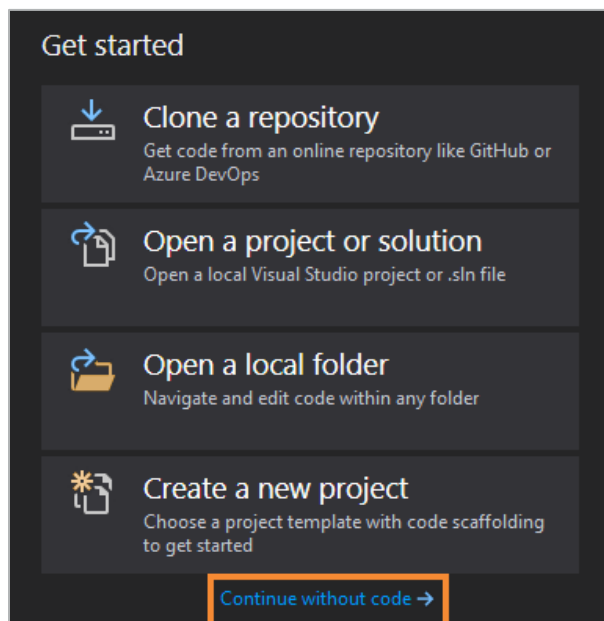 Get started
Clone a repository
Get code from an online repository like GitHub or
Azure DevOps
Open a project or solution
Open a local Visual Studio project or .sln file
Open a local folder
Navigate and edit code within any folder
Create a new project
Choose a project template with code scaffolding
to get started
Continue without code →